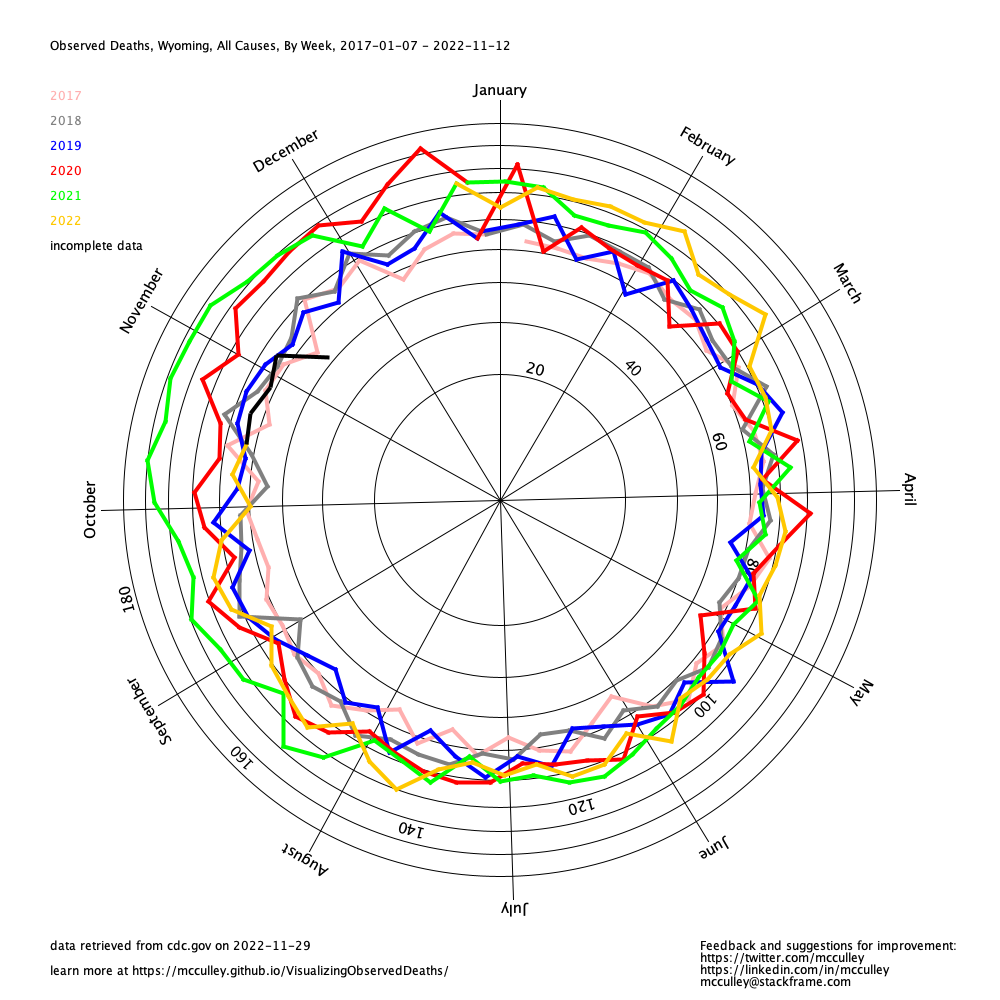 Observed Deaths, Wyoming, All Causes, By Week, 2017-01-07 - 2022-11-12
2017
2018
2019
2020
2021
2022
incomplete data
January
February
March
April
May
June
July
August
September
October
November
December
20
40
60
80
100
120
140
160
180
data retrieved from cdc.gov on 2022-11-29
learn more at https://mcculley.github.io/VisualizingObservedDeaths/
Feedback and suggestions for improvement:
https://twitter.com/mcculley
https://linkedin.com/in/mcculley
mcculley@stackframe.com